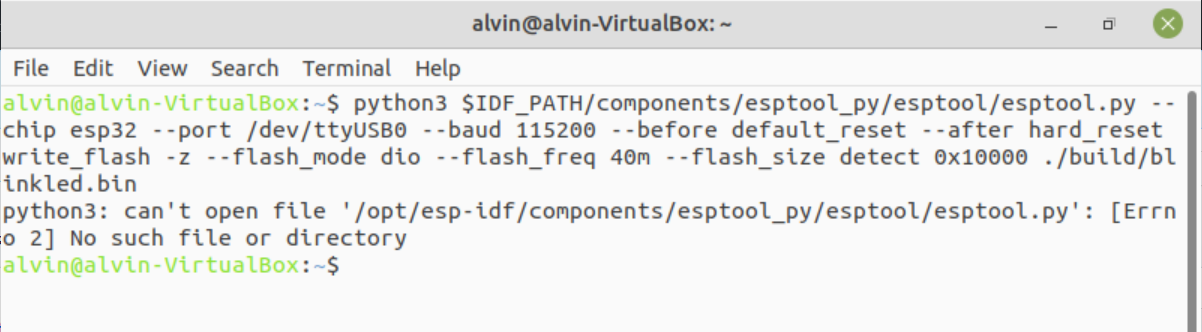 alvin@alvin-VirtualBox: ~
File Edit View Search Terminal Help
alvin@alvin-VirtualBox:~$ python3 $IDF_PATH/components/esptool_py/esptool/esptool.py --
chip esp32 --port /dev/ttyUSB0 --baud 115200 --before default_reset --after hard_reset
write_flash -z --flash_mode dio --flash_freq 40m --flash_size detect 0x10000 ./build/bl
inkled.bin
python3: can't open file '/opt/esp-idf/components/esptool_py/esptool/esptool.py': [Errn
o 2] No such file or directory
alvin@alvin-VirtualBox:~$